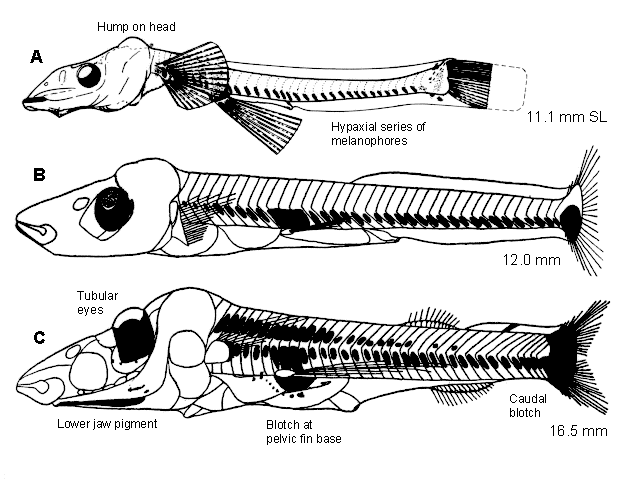 Hump on head
A
11.1 mm SL
Hypaxial series of
melanophores
B
12.0 mm
Tubular
eyes
C
Caudal
blotch
Lower jaw pigment
Blotch at
pelvic fin base
16.5 mm